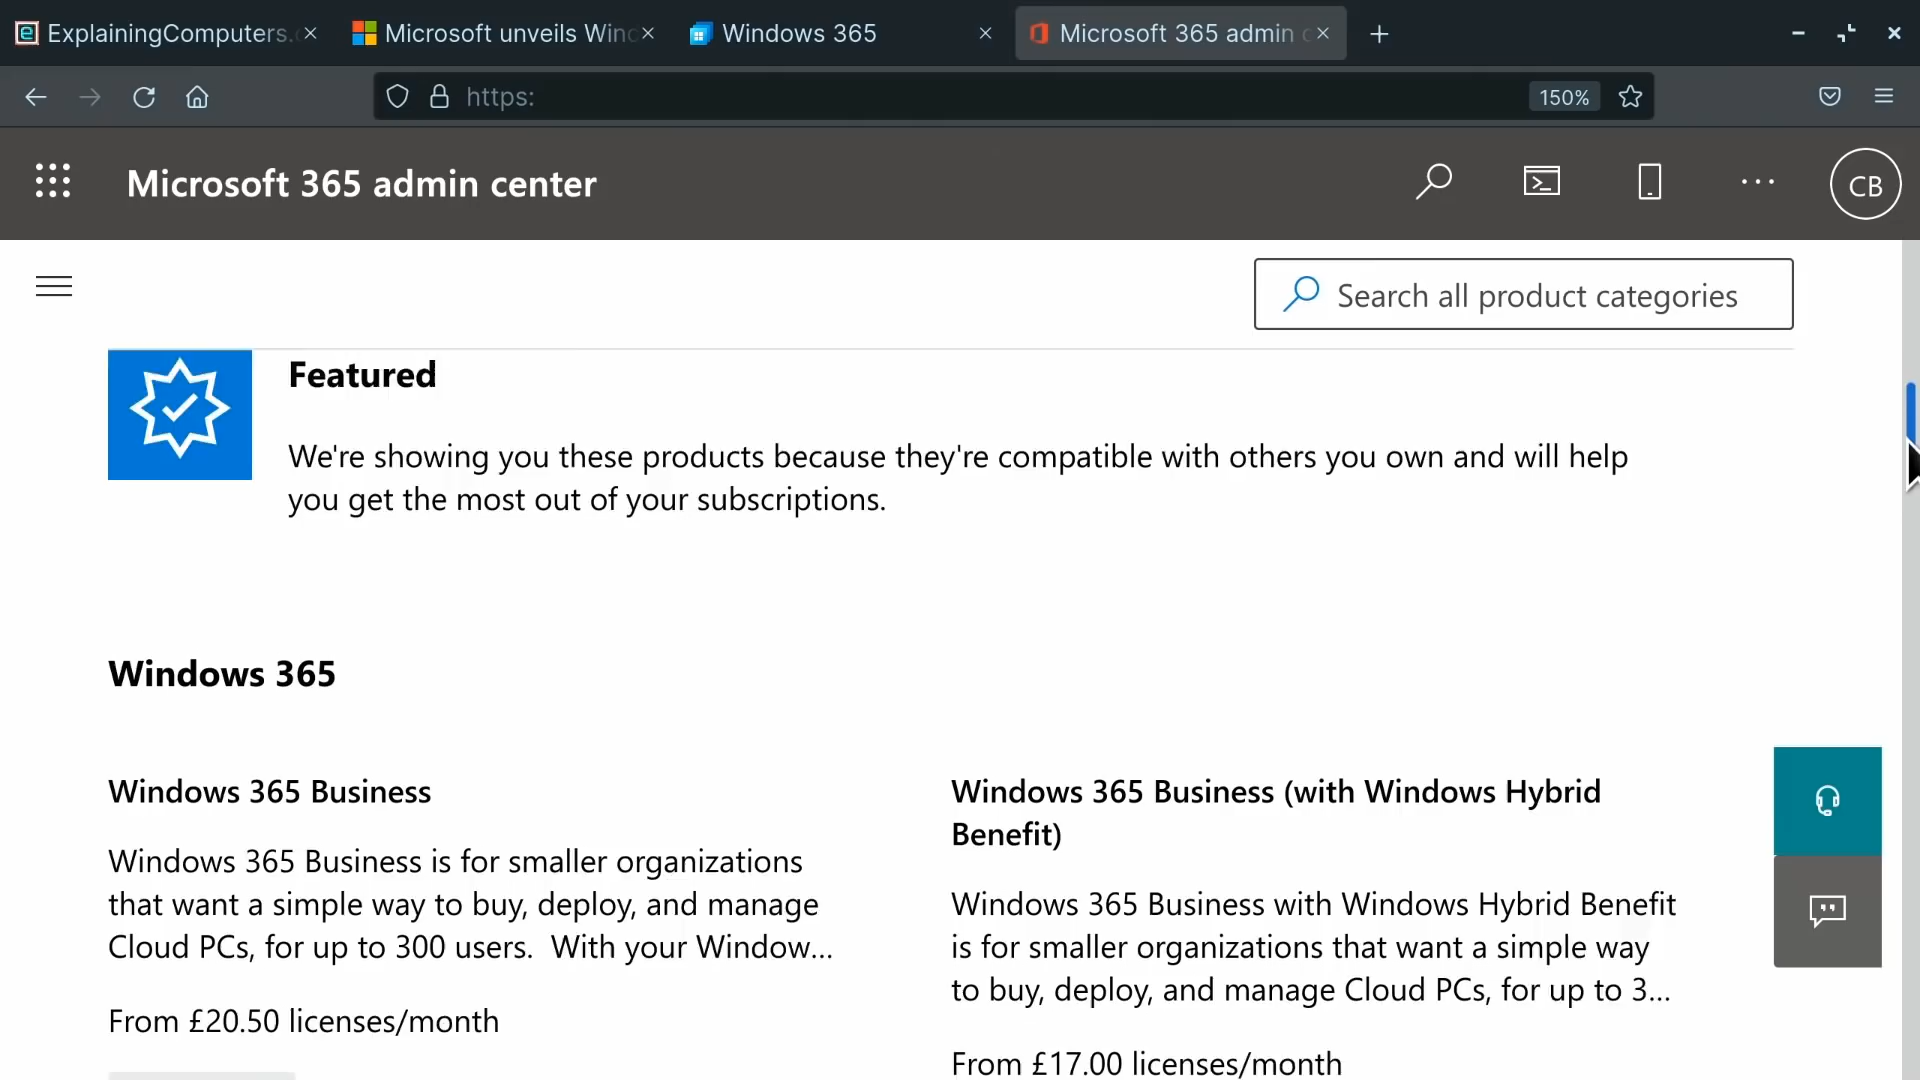 ExplainingComputers.
Microsoft unveils Wind
Windows 365
Microsoft 365 admin c
https:
150%
Microsoft 365 admin center
CB
Search all product categories
Featured
We're showing you these products because they're compatible with others you own and will help
you get the most out of your subscriptions.
Windows 365
Windows 365 Business
Windows 365 Business is for smaller organizations
that want a simple way to buy, deploy, and manage
Cloud PCs, for up to 300 users.  With your Window...
From £20.50 licenses/month
Windows 365 Business (with Windows Hybrid
Benefit)
Windows 365 Business with Windows Hybrid Benefit
is for smaller organizations that want a simple way
to buy, deploy, and manage Cloud PCs, for up to 3...
From £17.00 licenses/month